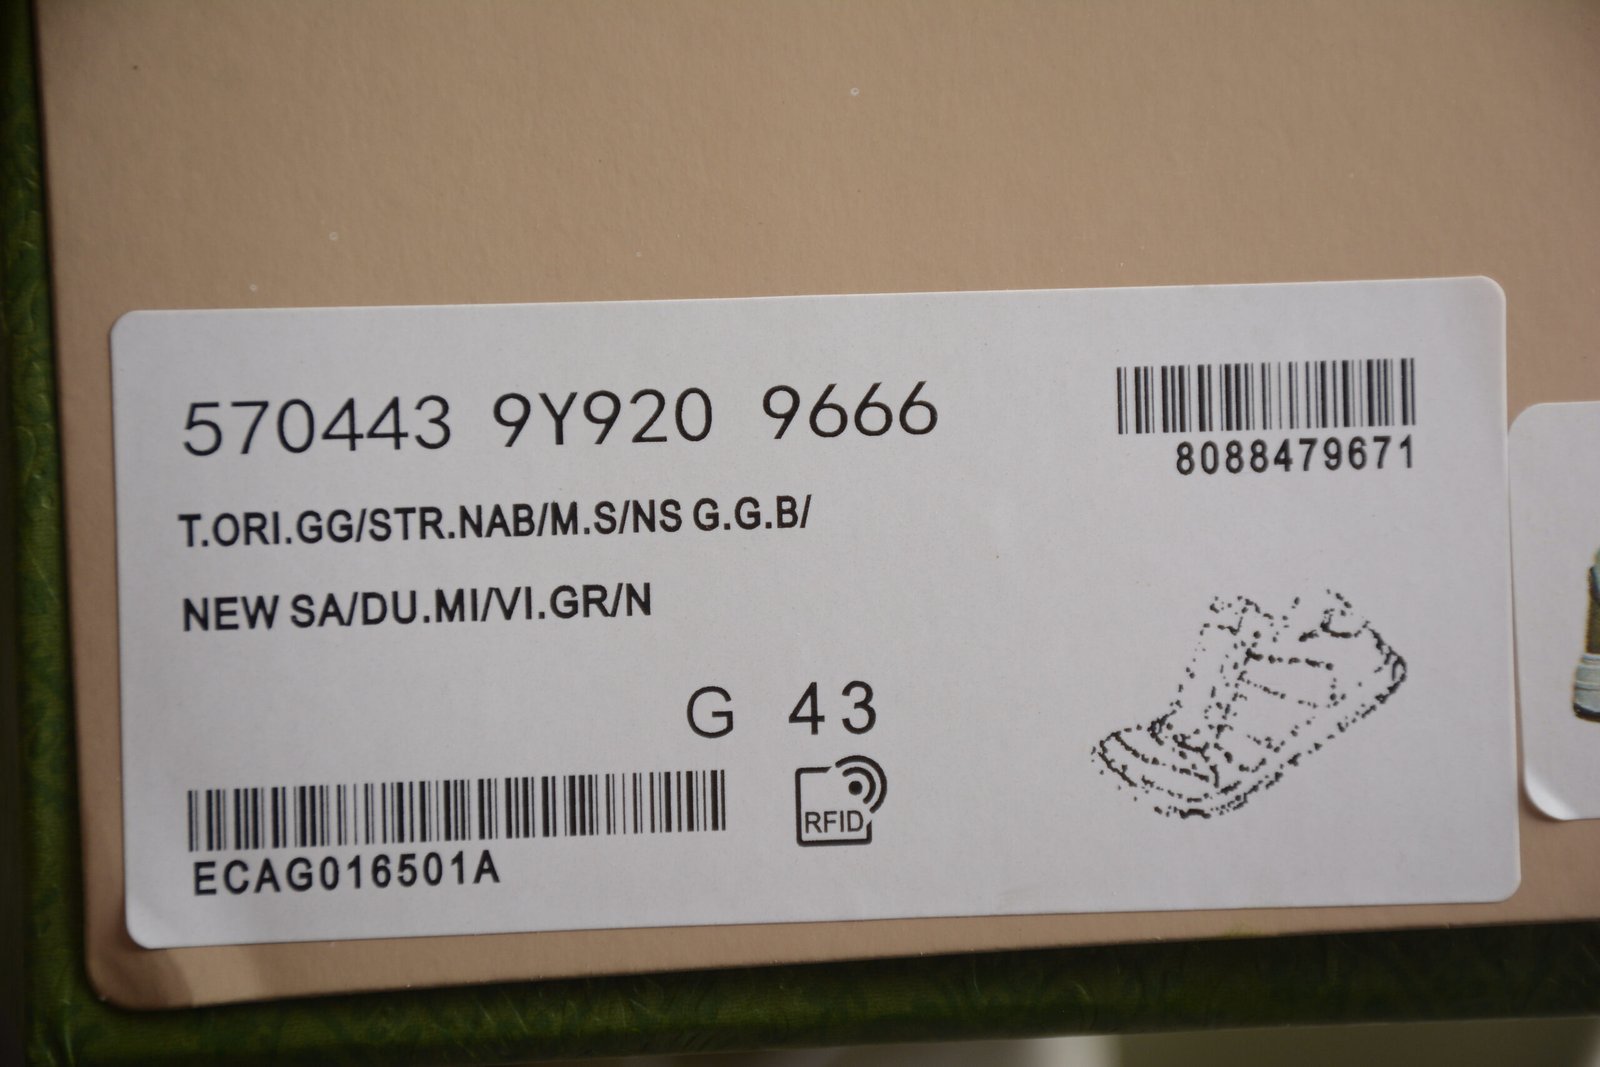 570443 9Y920 9666
8088479671
T.ORI.GG/STR.NAB/M.S/NS G.G.B/
NEW SA/DU.MI/VI.GR/N
G 43
RFID
ECAG016501A